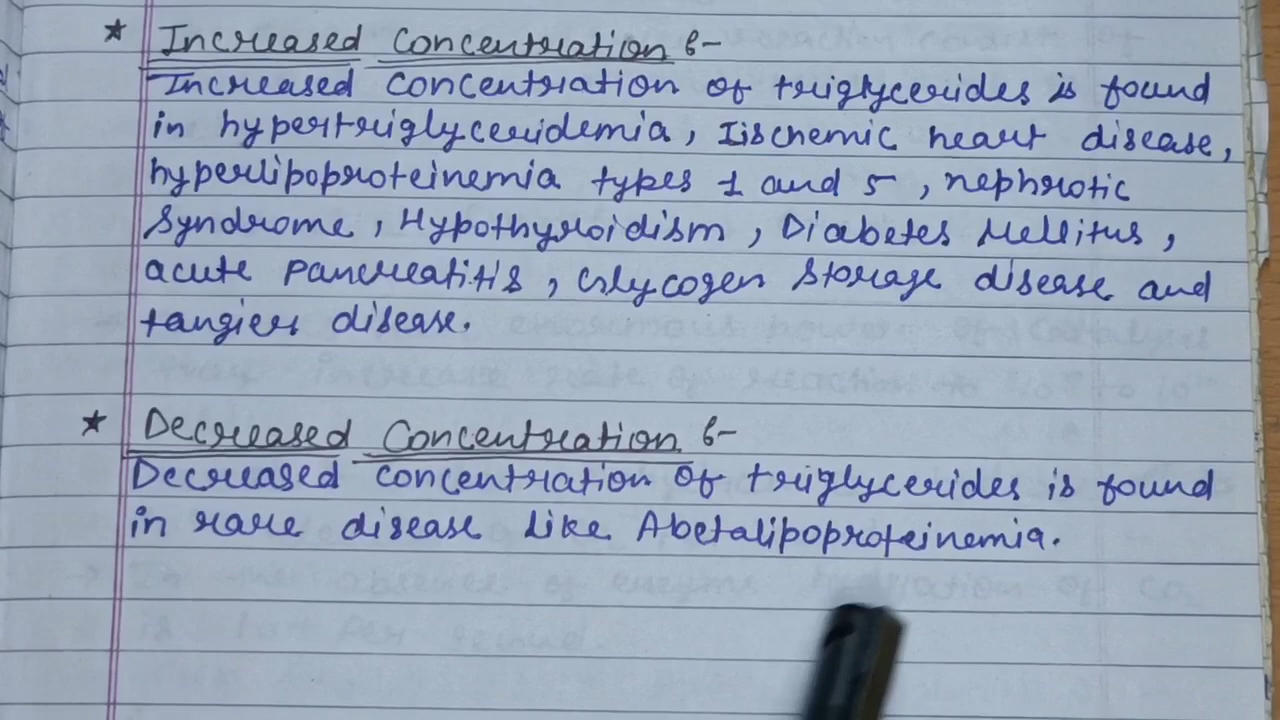 * Increased Concentration :-
Increased concentration of triglycerides is found
in hypertriglyceridemia, Iischemic heart disease,
hyperlipoproteinemia types 1 and 5, nephrotic
Syndrome, Hypothyroidism, Diabetes Mellitus,
acute pancreatitis, Glycogen Storage disease and
tangiers disease.
* Decreased Concentration :-
Decreased concentration of triglycerides is found
in rare disease like Abetalipoproteinemia.